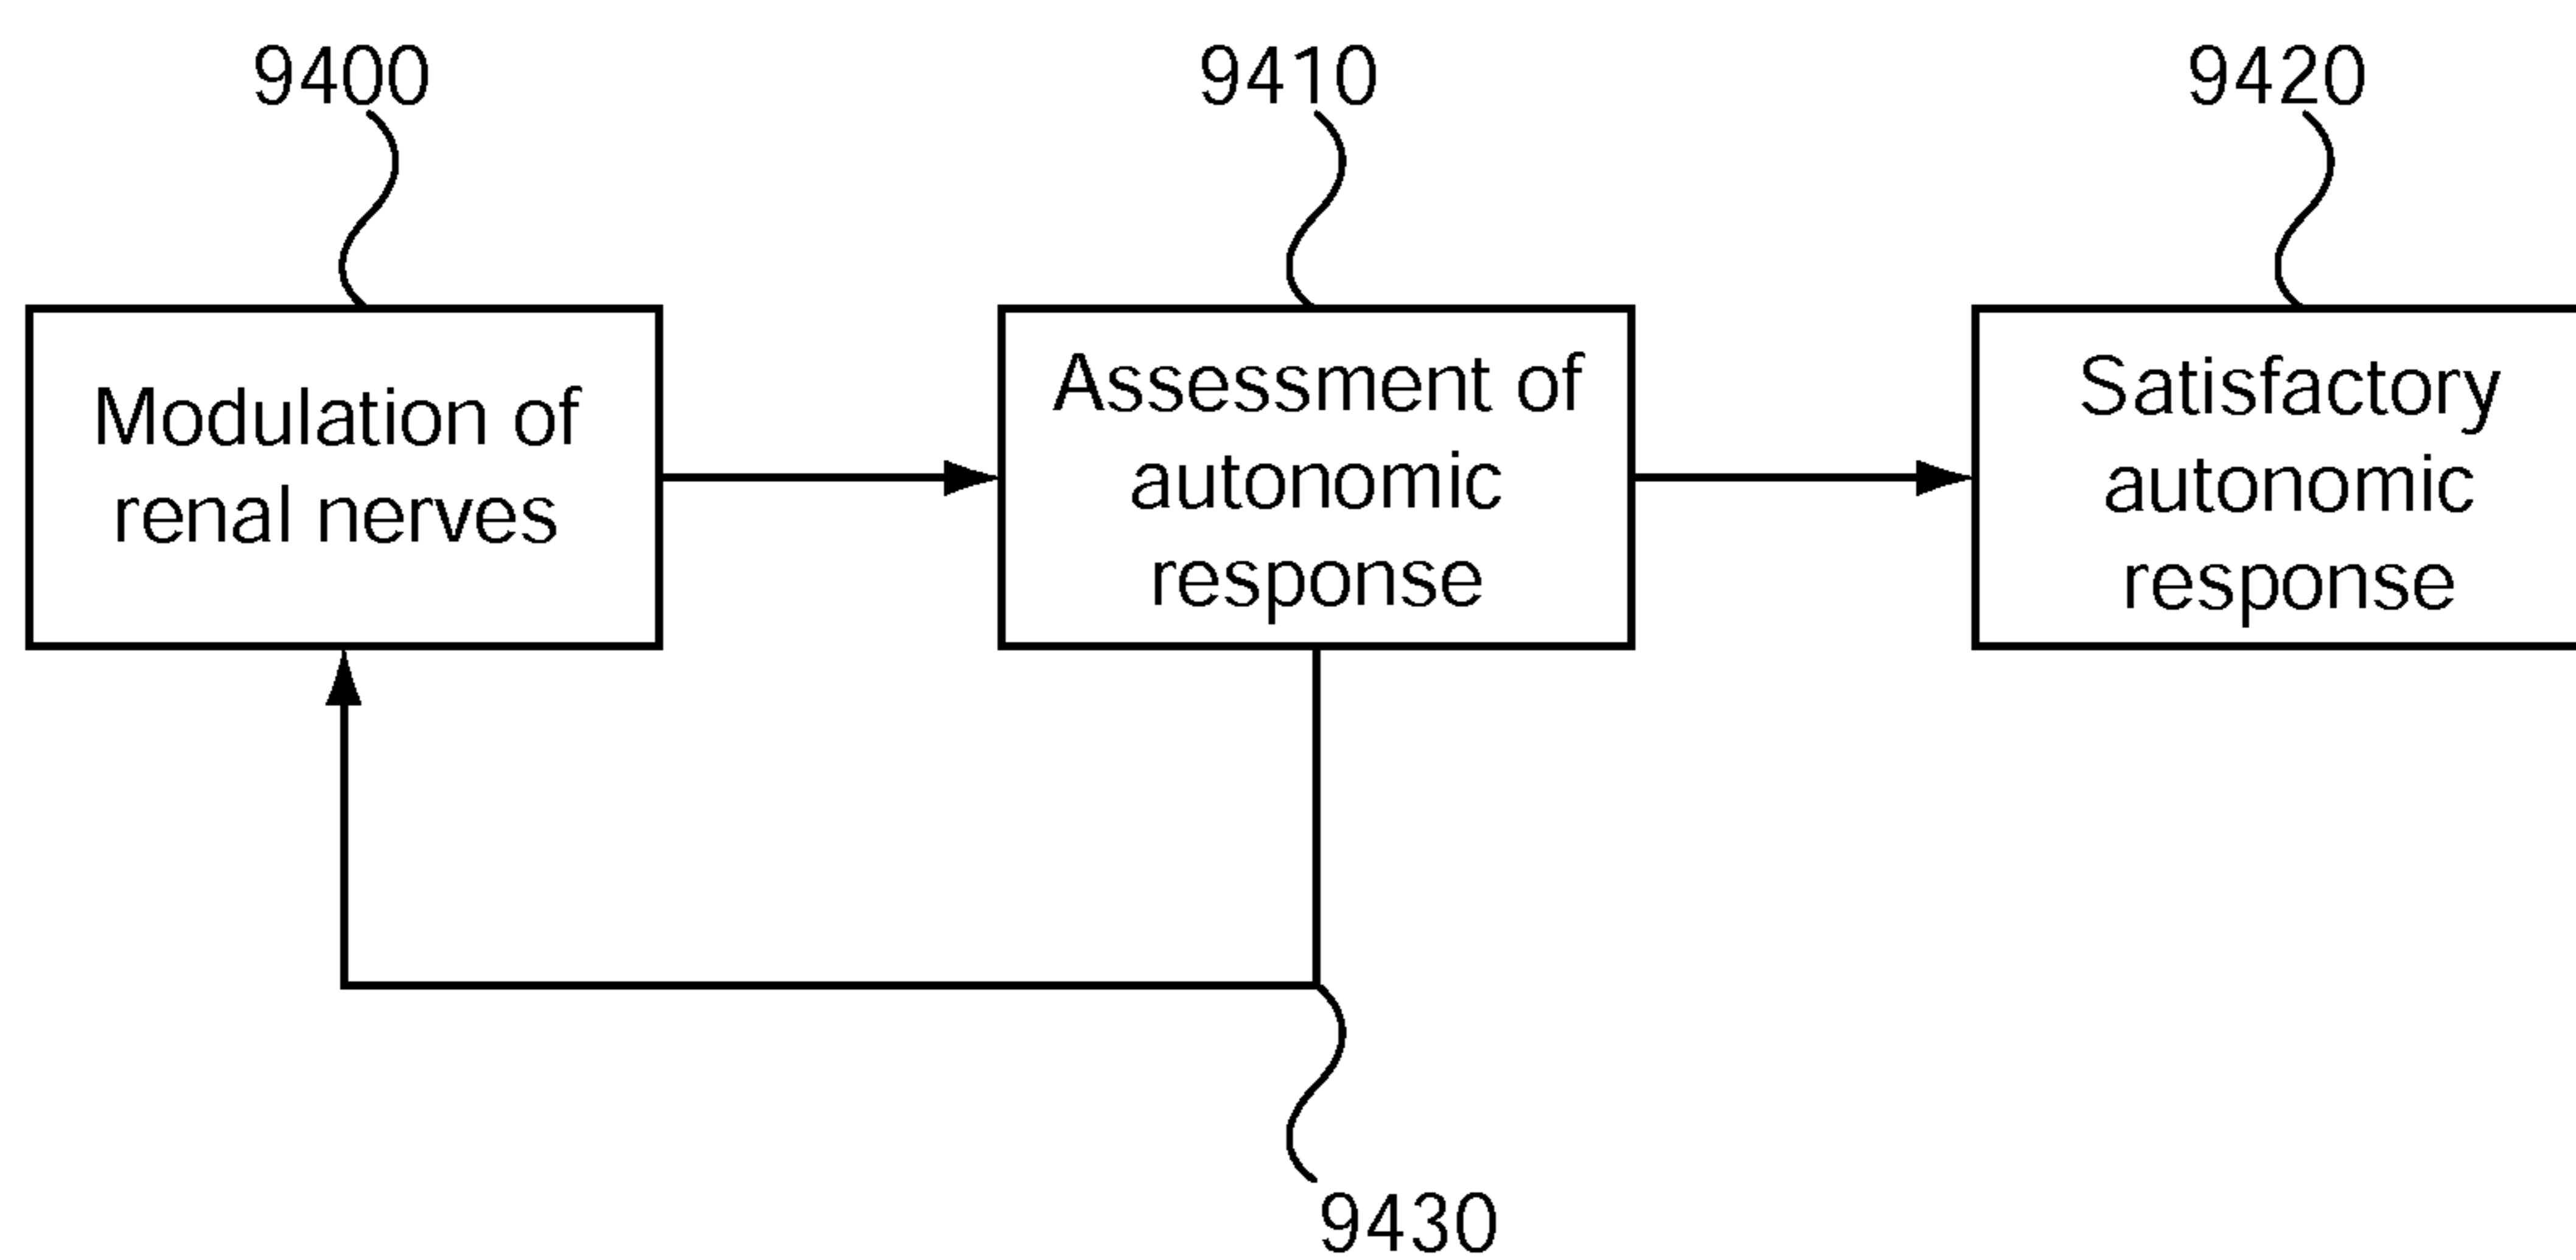 9400
9410
9420
Modulation of
renal nerves
Assessment of
autonomic
response
Satisfactory
autonomic
response
9430